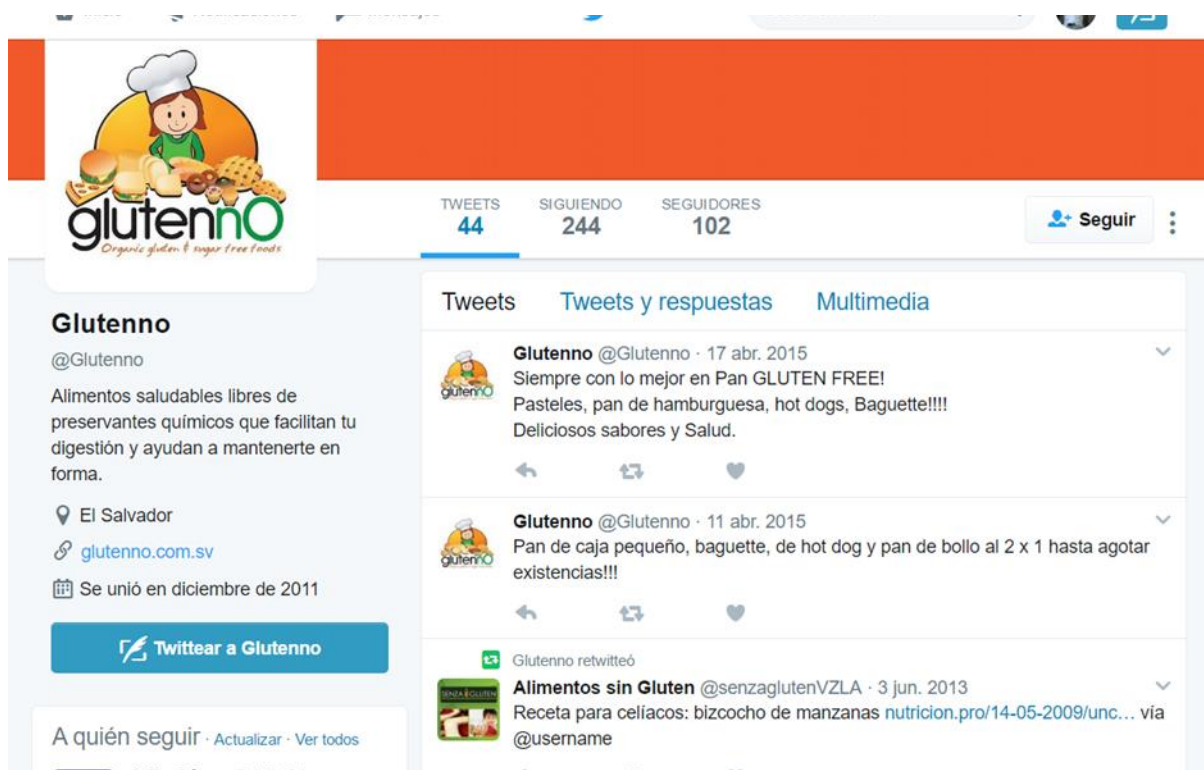 glutennO
Organic gluten & sugar free foods
TWEETS
44
SIGUIENDO
244
SEGUIDORES
102
Seguir
Glutenno
@Glutenno
Alimentos saludables libres de
preservantes químicos que facilitan tu
digestión y ayudan a mantenerte en
forma.
El Salvador
glutenno.com.sv
Se unió en diciembre de 2011
Twittear a Glutenno
A quién seguir · Actualizar · Ver todos
Tweets Tweets y respuestas Multimedia
glutennO
Glutenno @Glutenno · 17 abr. 2015
Siempre con lo mejor en Pan GLUTEN FREE!
Pasteles, pan de hamburguesa, hot dogs, Baguette!!!!
Deliciosos sabores y Salud.
glutennO
Glutenno @Glutenno · 11 abr. 2015
Pan de caja pequeño, baguette, de hot dog y pan de bollo al 2 x 1 hasta agotar
existencias!!!
Glutenno retwitteó
SENZA GLUTEN
Alimentos sin Gluten @senzaglutenVZLA · 3 jun. 2013
Receta para celíacos: bizcocho de manzanas nutricion.pro/14-05-2009/unc… vía
@username